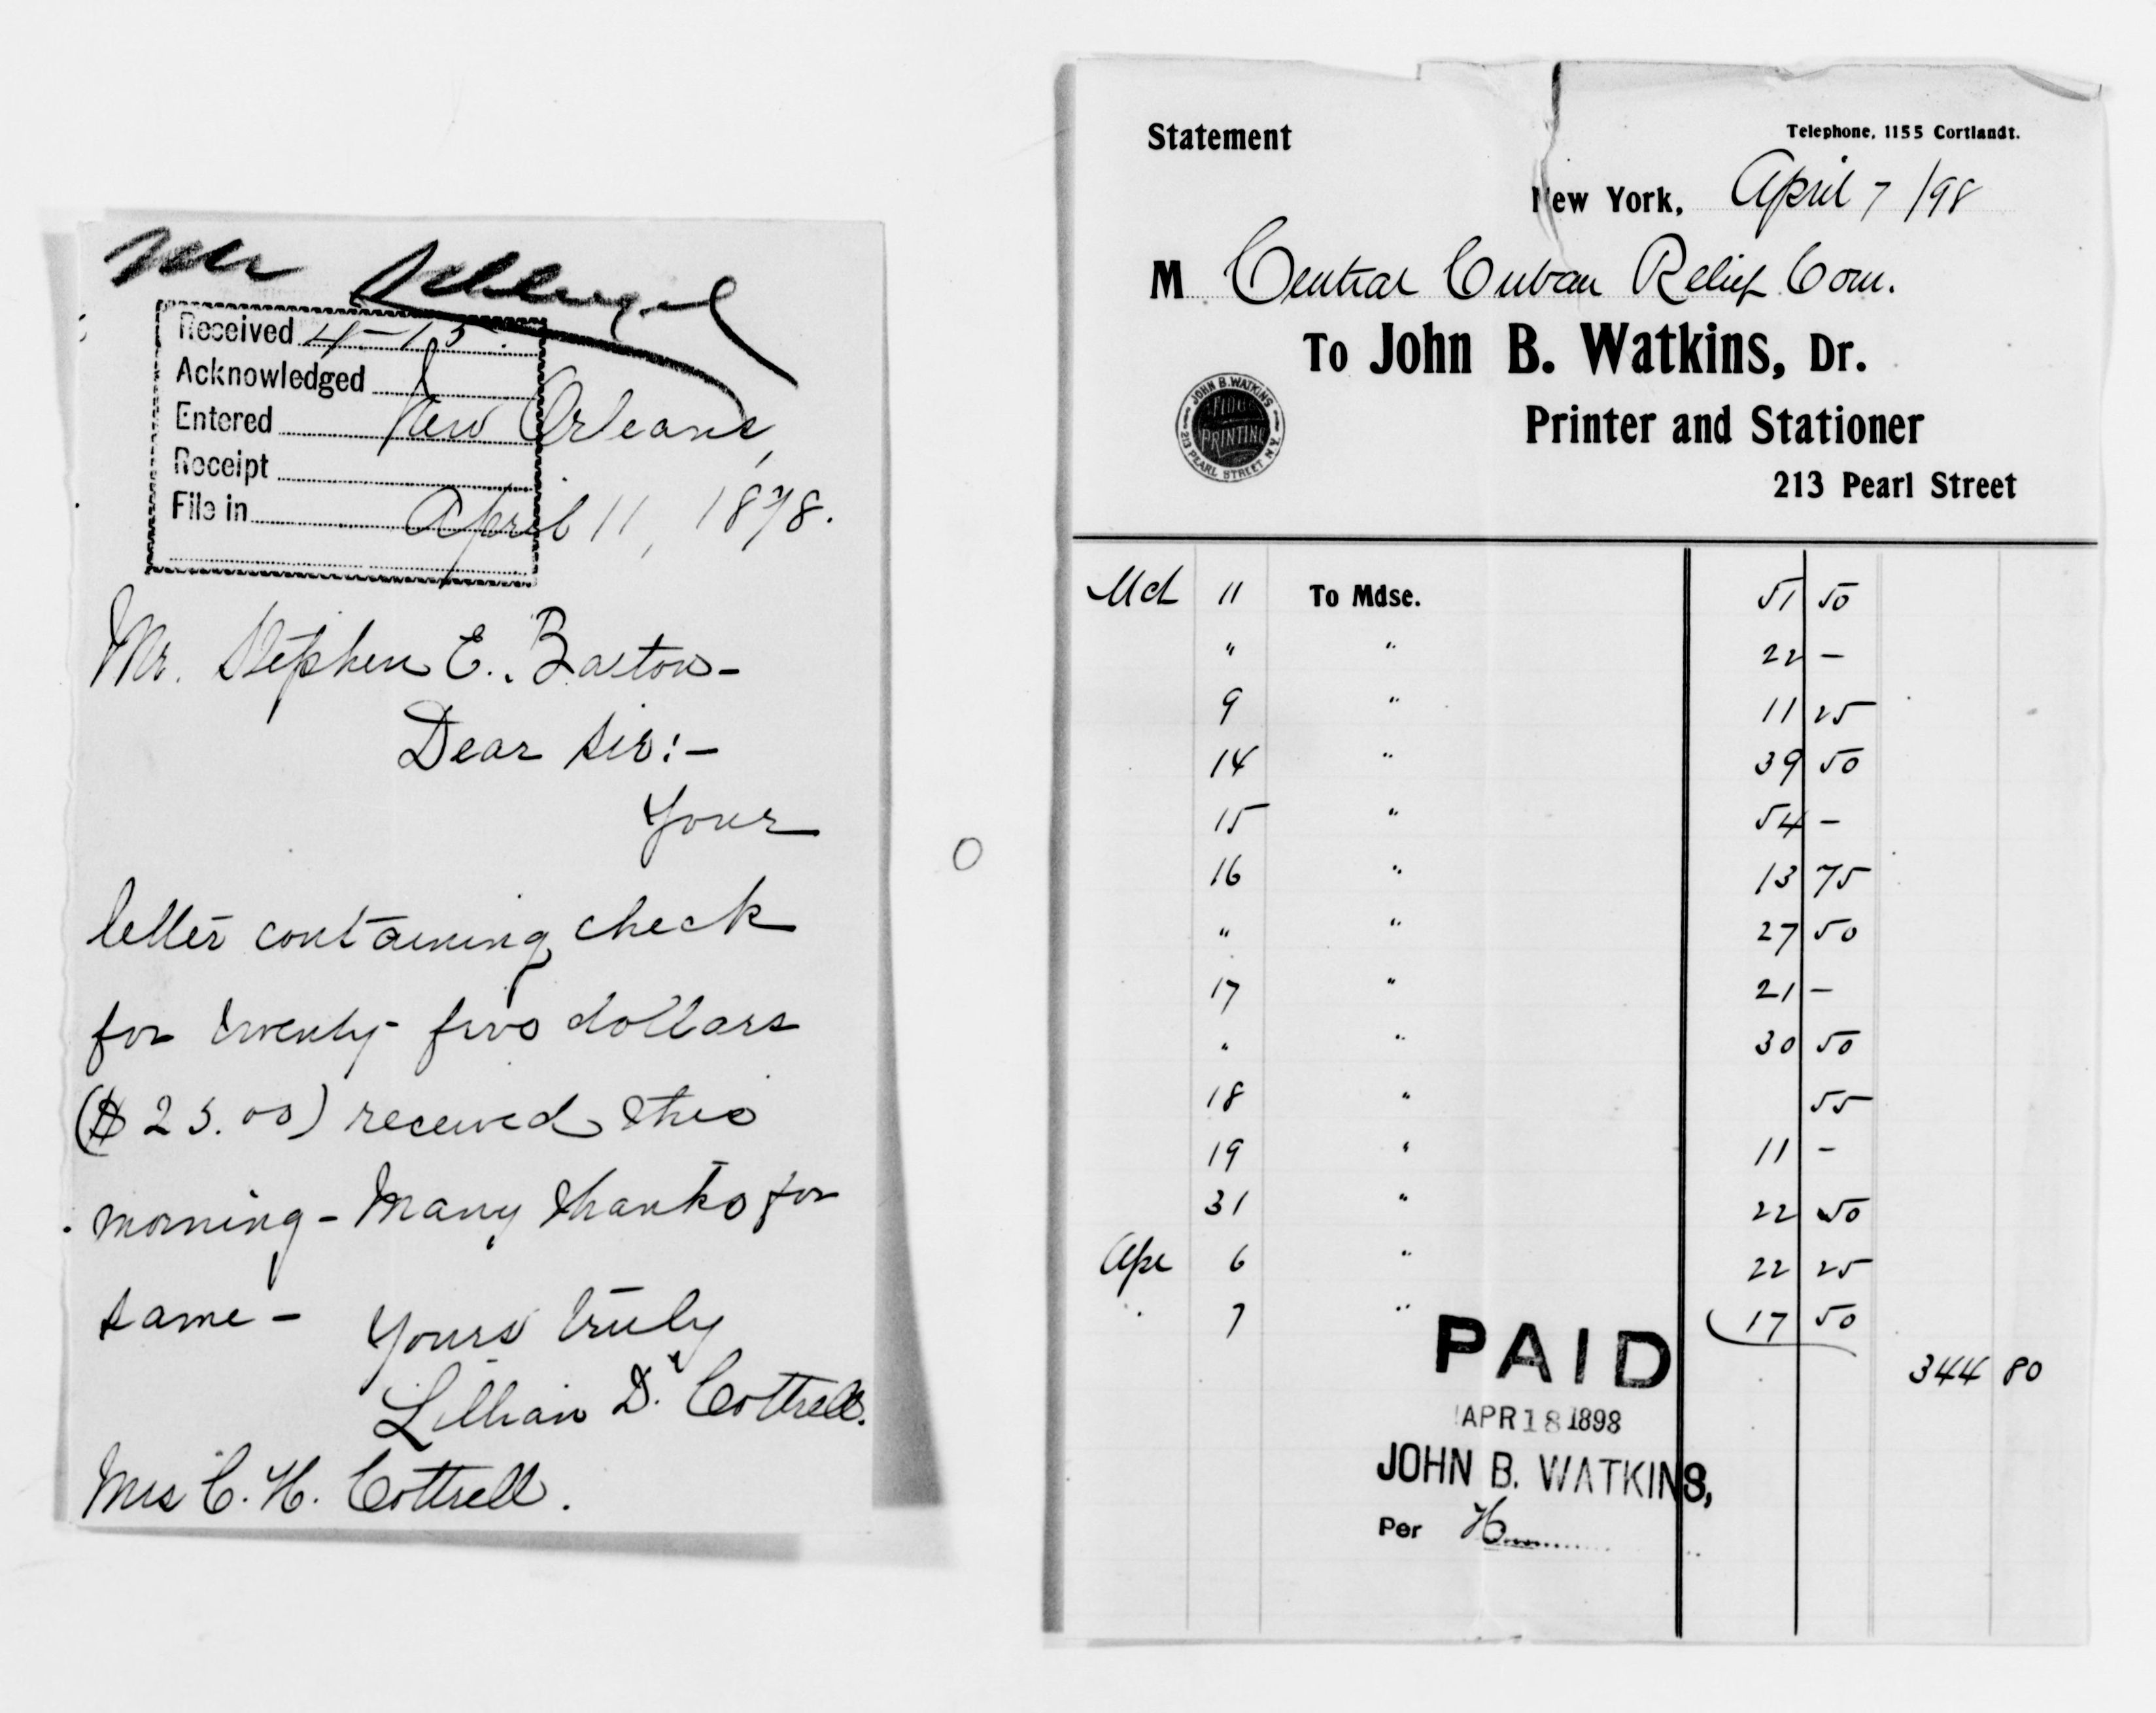 Mr
Received 4-15.
Acknowledged
Entered
Receipt
File in
New Orleans,
April 11, 1898.
Mr. Stephen E. Barton-
Dear Sir:-
Your
letter containing check
for twenty-five dollars
($25.00) received this
morning - Many thanks for
same -
Yours truly
Lillian D. Cottrell.
Mrs C. H. Cottrell.
Statement
Telephone, 1155 Cortlandt.
New York, April 7/98
M Central Cuban Relief Com.
To John B. Watkins, Dr.
JOHN B. WATKINS
FINE
PRINTING
213 PEARL STREET N.Y.
Printer and Stationer
213 Pearl Street
Mch 11 To Mdse. 51 50
" " 22 -
9 " 11 25
14 " 39 50
15 " 54 -
16 " 13 75
" " 27 50
17 " 21 -
" " 30 50
18 " 55
19 " 11 -
31 " 22 50
Apr 6 " 22 25
7 " 17 50
344 80
PAID
APR 18 1898
JOHN B. WATKINS,
Per H